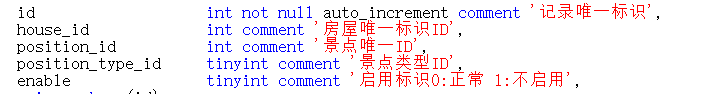 id int not null auto_increment comment '记录唯一标识',
house_id int comment '房屋唯一标识ID',
position_id int comment '景点唯一ID',
position_type_id tinyint comment '景点类型ID',
enable tinyint comment '启用标识0:正常 1:不启用',